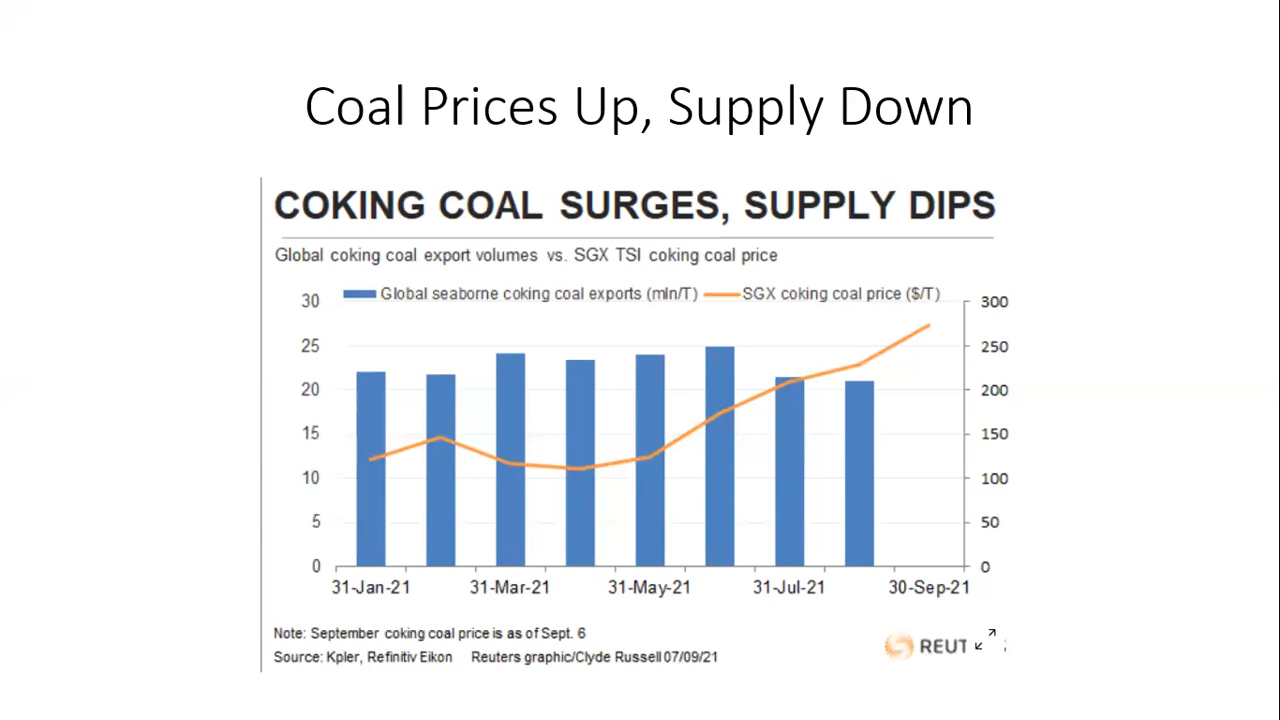 Coal Prices Up, Supply Down
COKING COAL SURGES, SUPPLY DIPS
Global coking coal export volumes vs. SGX TSI coking coal price
Global seaborne coking coal exports (mln/T) SGX coking coal price ($/T)
30 300
25 250
20 200
15 150
10 100
5 50
0 0
31-Jan-21 31-Mar-21 31-May-21 31-Jul-21 30-Sep-21
Note: September coking coal price is as of Sept. 6
Source: Kpler, Refinitiv Eikon Reuters graphic/Clyde Russell 07/09/21
REUT